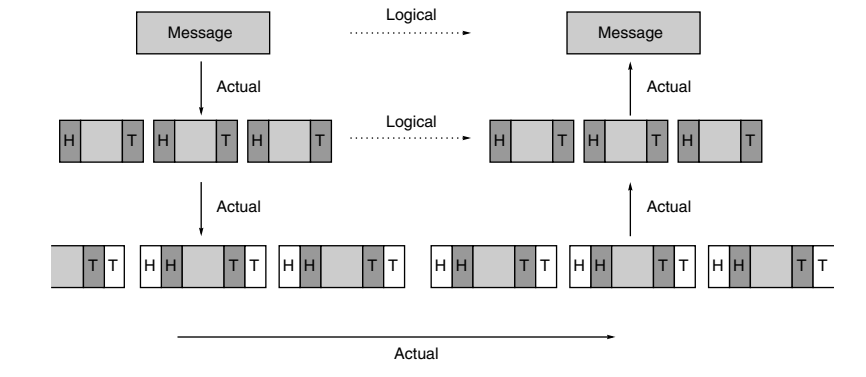 Message Logical Message
Actual Actual
H T H T H T Logical H T H T H T
Actual Actual
T T H H T T H H T T H H T T H H T T H H T T
Actual